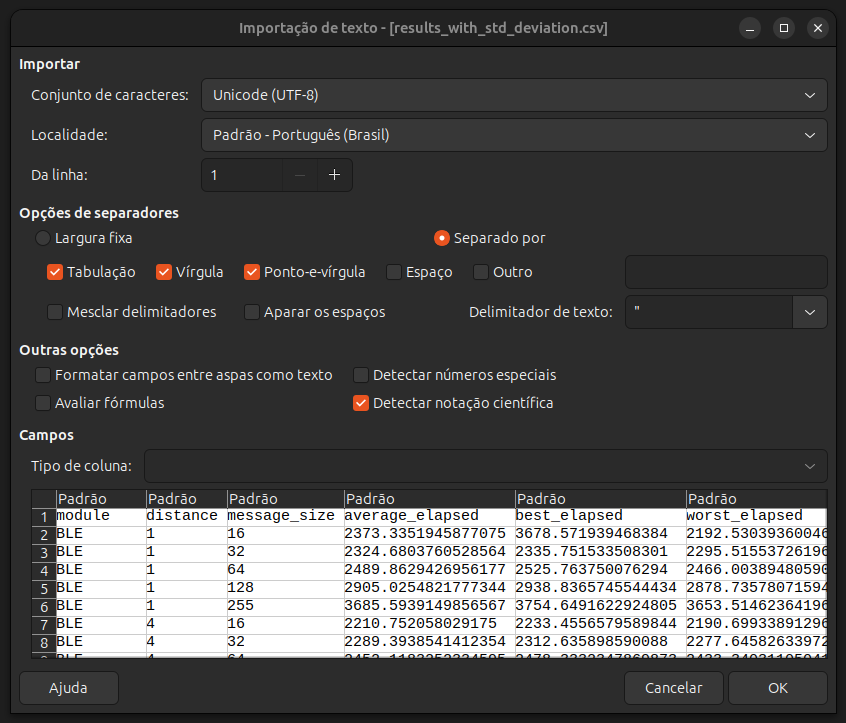 Importação de texto - [results_with_std_deviation.csv]
Importar
Conjunto de caracteres: Unicode (UTF-8)
Localidade: Padrão - Português (Brasil)
Da linha: 1
Opções de separadores
Largura fixa Separado por
Tabulação Vírgula Ponto-e-vírgula Espaço Outro
Mesclar delimitadores Aparar os espaços Delimitador de texto: "
Outras opções
Formatar campos entre aspas como texto Detectar números especiais
Avaliar fórmulas Detectar notação científica
Campos
Tipo de coluna:
Padrão Padrão Padrão Padrão Padrão Padrão
1 module distance message_size average_elapsed best_elapsed worst_elapsed
2 BLE 1 16 2373.3351945877075 3678.571939468384 2192.53039360046
3 BLE 1 32 2324.6803760528564 2335.751533508301 2295.51553726196
4 BLE 1 64 2489.8629426956177 2525.763750076294 2466.00389480590
5 BLE 1 128 2905.0254821777344 2938.8365745544434 2878.73578071594
6 BLE 1 255 3685.5939149856567 3754.6491622924805 3653.51462364196
7 BLE 4 16 2210.752058029175 2233.4556579589844 2190.69933891296
8 BLE 4 32 2289.3938541412354 2312.635898590088 2277.64582633972
BLE 4 64
Ajuda Cancelar OK